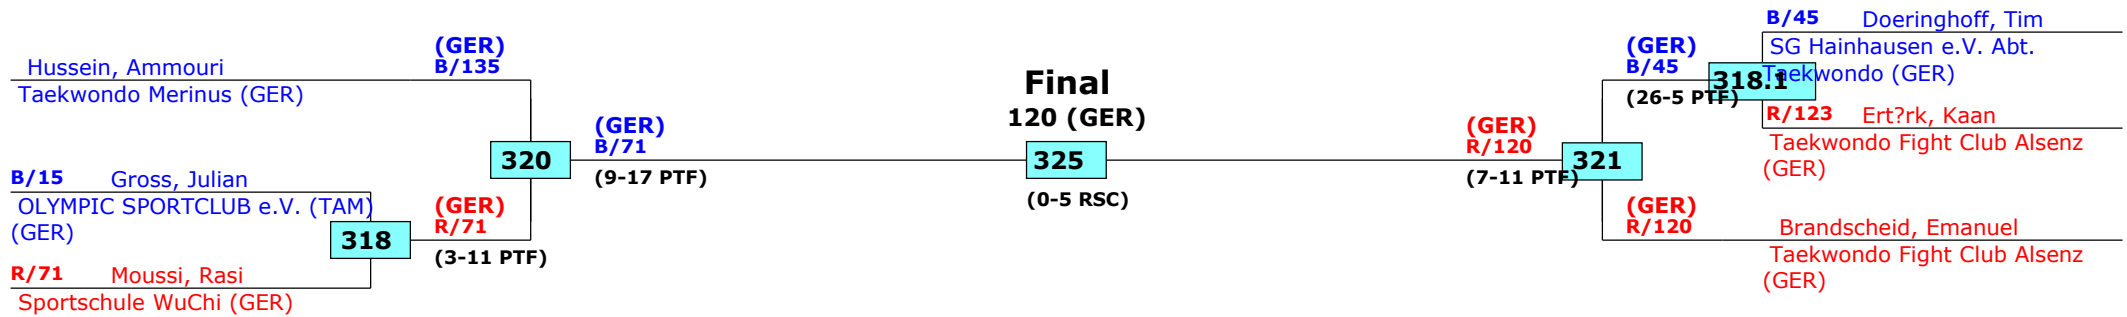 Hussein, Ammouri
Taekwondo Merinus (GER)
(GER)
B/135
B/15 Gross, Julian
OLYMPIC SPORTCLUB e.V. (TAM)
(GER)
R/71 Moussi, Rasi
Sportschule WuChi (GER)
318
(GER)
R/71
(3-11 PTF)
320
(GER)
B/71
(9-17 PTF)
Final
120 (GER)
325
(0-5 RSC)
(GER)
R/120
(7-11 PTF)
321
(GER)
B/45
(26-5 PTF)
318.1
B/45 Doeringhoff, Tim
SG Hainhausen e.V. Abt.
Taekwondo (GER)
R/123 Ert?rk, Kaan
Taekwondo Fight Club Alsenz
(GER)
(GER)
R/120
Brandscheid, Emanuel
Taekwondo Fight Club Alsenz
(GER)